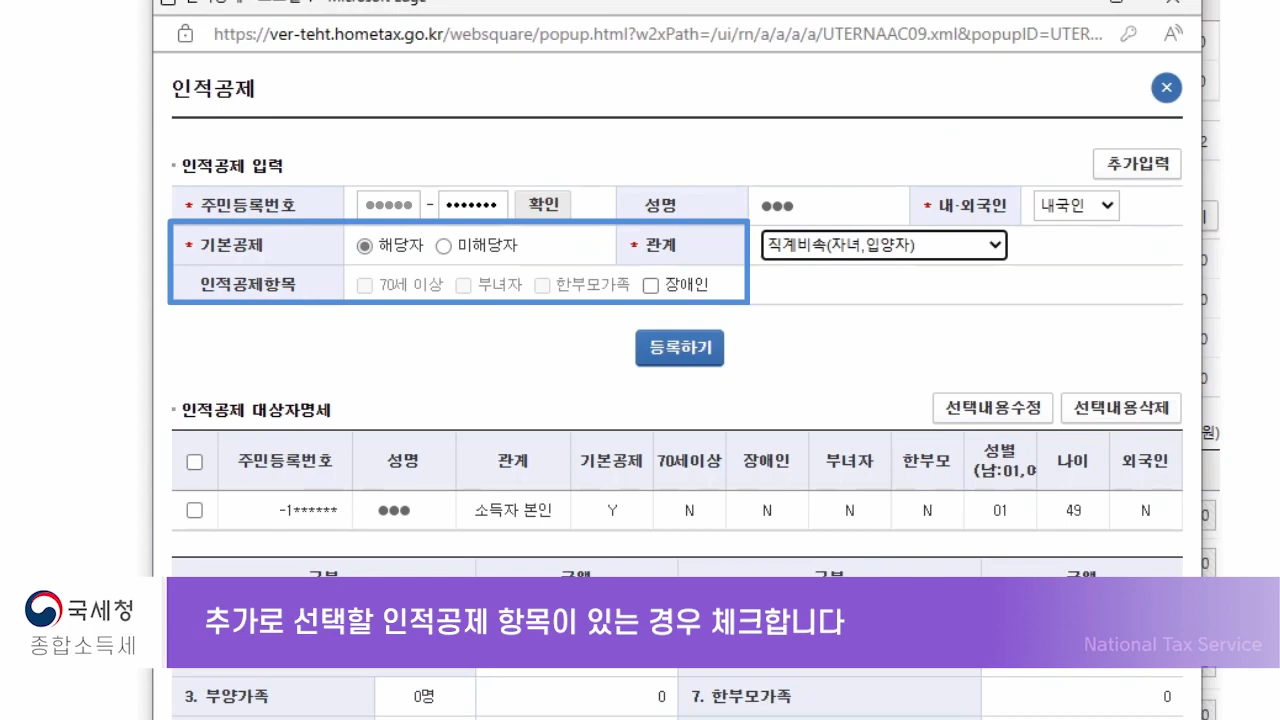 https://ver-teht.hometax.go.kr/websquare/popup.html?w2xPath=/ui/rn/a/a/a/a/UTERNAAC09.xml&popupID=UTER...
인적공제
인적공제 입력
추가입력
* 주민등록번호 ●●●●● - ●●●●●●● 확인 성명 ●●● * 내·외국인 내국인
* 기본공제 해당자 미해당자 * 관계 직계비속(자녀,입양자)
인적공제항목 70세 이상 부녀자 한부모가족 장애인
등록하기
인적공제 대상자명세
선택내용수정 선택내용삭제
주민등록번호 성명 관계 기본공제 70세이상 장애인 부녀자 한부모 성별 나이 외국인
(남:01,0
-1****** ●●● 소득자 본인 Y N N N N 01 49 N
국세청
종합소득세
추가로 선택할 인적공제 항목이 있는 경우 체크합니다
National Tax Service
3. 부양가족 0명 0 7. 한부모가족 0